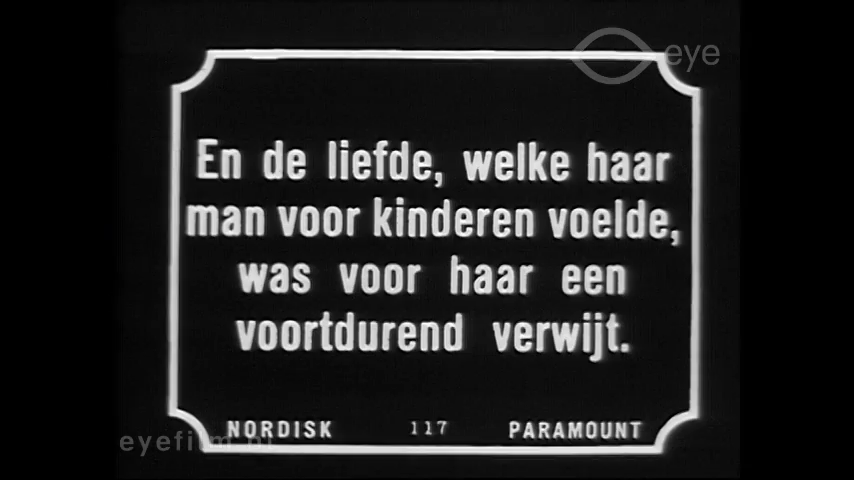 eye
En de liefde, welke haar
man voor kinderen voelde,
was voor haar een
voortdurend verwijt.
NORDISK 117 PARAMOUNT
eyefilm.nl